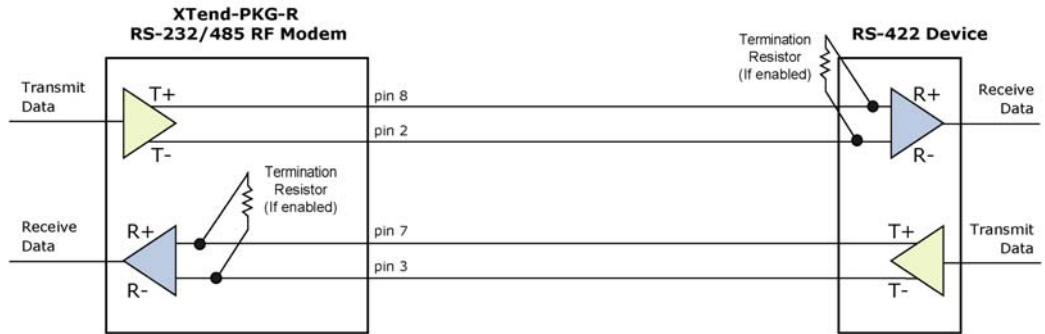 XTend-PKG-R
RS-232/485 RF Modem
RS-422 Device
Termination
Resistor
(If enabled)
Transmit
Data
T+
T-
pin 8
pin 2
R+
R-
Receive
Data
Termination
Resistor
(If enabled)
Receive
Data
R+
R-
pin 7
pin 3
T+
T-
Transmit
Data